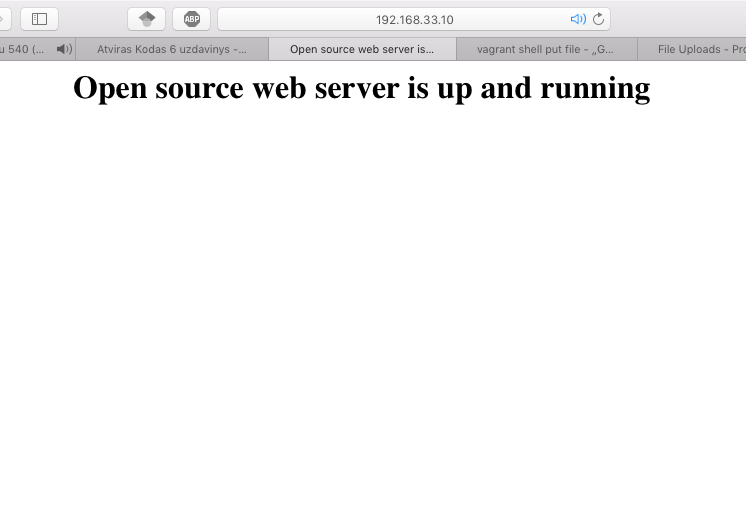 192.168.33.10
ABP
u 540 (...
Atviras Kodas 6 uzdavinys -...
Open source web server is...
vagrant shell put file - „G...
File Uploads - Pro
Open source web server is up and running